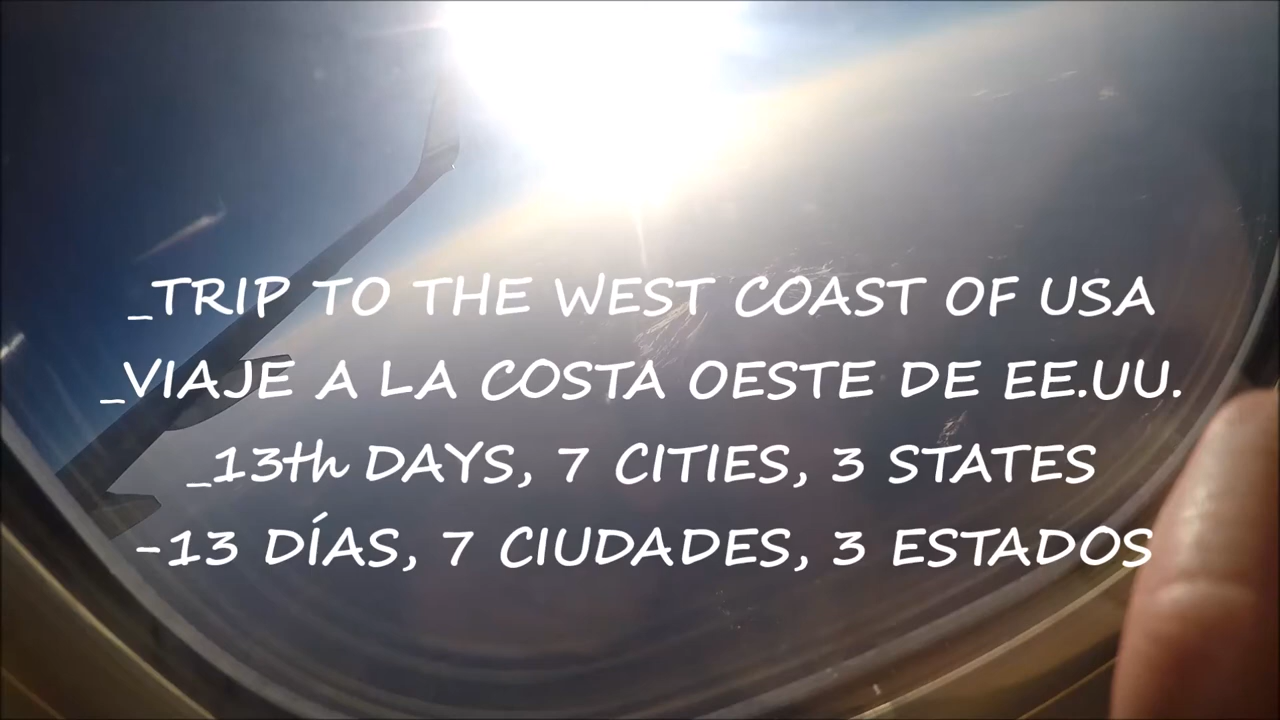 _TRIP TO THE WEST COAST OF USA
_VIAJE A LA COSTA OESTE DE EE.UU.
_13th DAYS, 7 CITIES, 3 STATES
-13 DÍAS, 7 CIUDADES, 3 ESTADOS